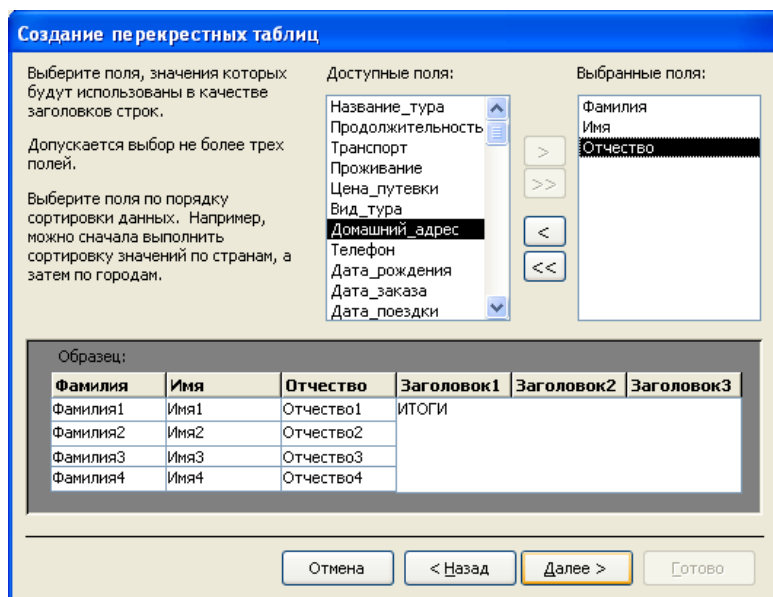 Создание перекрестных таблиц
Выберите поля, значения которых
будут использованы в качестве
заголовков строк.
Допускается выбор не более трех
полей.
Выберите поля по порядку
сортировки данных. Например,
можно сначала выполнить
сортировку значений по странам, а
затем по городам.
Доступные поля:
Название_тура
Продолжительность
Транспорт
Проживание
Цена_путевки
Вид_тура
Домашний_адрес
Телефон
Дата_рождения
Дата_заказа
Дата_поездки
>
>>
<
<<
Выбранные поля:
Фамилия
Имя
Отчество
Образец:
Фамилия Имя Отчество Заголовок1 Заголовок2 Заголовок3
Фамилия1 Имя1 Отчество1 ИТОГИ
Фамилия2 Имя2 Отчество2
Фамилия3 Имя3 Отчество3
Фамилия4 Имя4 Отчество4
Отмена < Назад Далее > Готово